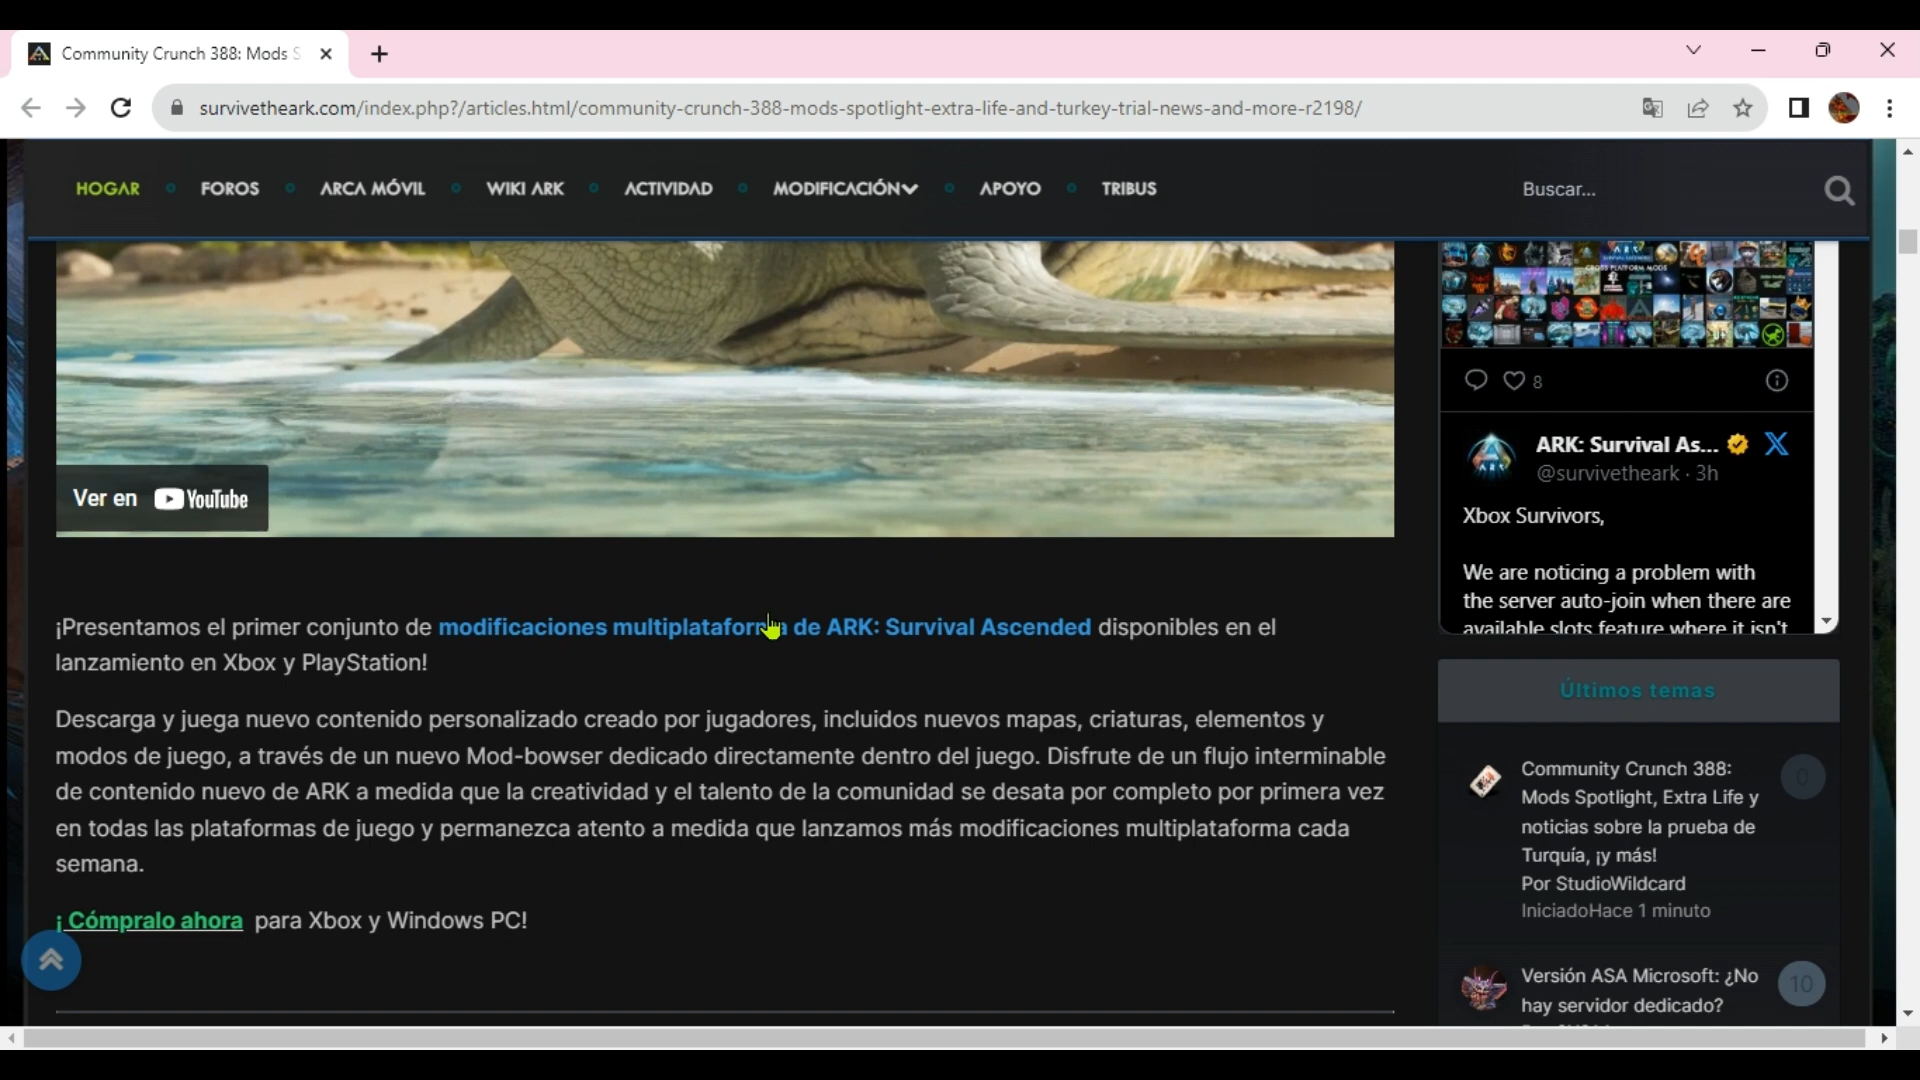 Community Crunch 388: Mods S
survivetheark.com/index.php?/articles.html/community-crunch-388-mods-spotlight-extra-life-and-turkey-trial-news-and-more-r2198/
HOGAR FOROS ARCA MÓVIL WIKI ARK ACTIVIDAD MODIFICACIÓN APOYO TRIBUS Buscar...
Ver en YouTube
¡Presentamos el primer conjunto de modificaciones multiplataforma de ARK: Survival Ascended disponibles en el
lanzamiento en Xbox y PlayStation!
Descarga y juega nuevo contenido personalizado creado por jugadores, incluidos nuevos mapas, criaturas, elementos y
modos de juego, a través de un nuevo Mod-bowser dedicado directamente dentro del juego. Disfrute de un flujo interminable
de contenido nuevo de ARK a medida que la creatividad y el talento de la comunidad se desata por completo por primera vez
en todas las plataformas de juego y permanezca atento a medida que lanzamos más modificaciones multiplataforma cada
semana.
¡ Cómpralo ahora para Xbox y Windows PC!
CROSS PLATFORM MODS
8
ARK: Survival As...
@survivetheark · 3h
Xbox Survivors,
We are noticing a problem with
the server auto-join when there are
available slots feature where it isn't
Últimos temas
Community Crunch 388:
Mods Spotlight, Extra Life y
noticias sobre la prueba de
Turquía, ¡y más!
Por StudioWildcard
IniciadoHace 1 minuto
0
Versión ASA Microsoft: ¿No
hay servidor dedicado?
10